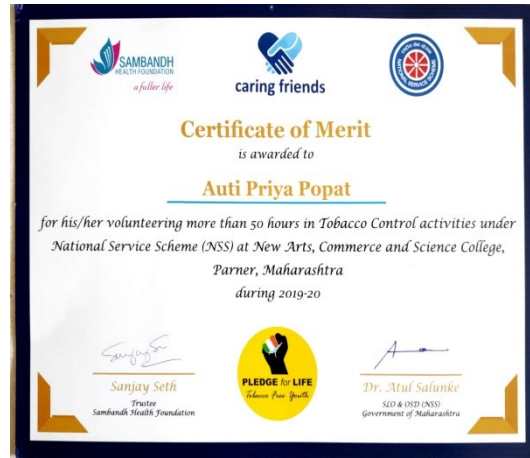 SAMBANDH
HEALTH FOUNDATION
a fuller life
caring friends
NATIONAL SERVICE SCHEME
Certificate of Merit
is awarded to
Auti Priya Popat
for his/her volunteering more than 50 hours in Tobacco Control activities under
National Service Scheme (NSS) at New Arts, Commerce and Science College,
Parner, Maharashtra
during 2019-20
Sanjay Seth
Trustee
Sambandh Health Foundation
PLEDGE for LIFE
Tobacco Free Youth
Dr. Atul Salunke
SLO & OSD (NSS)
Government of Maharashtra